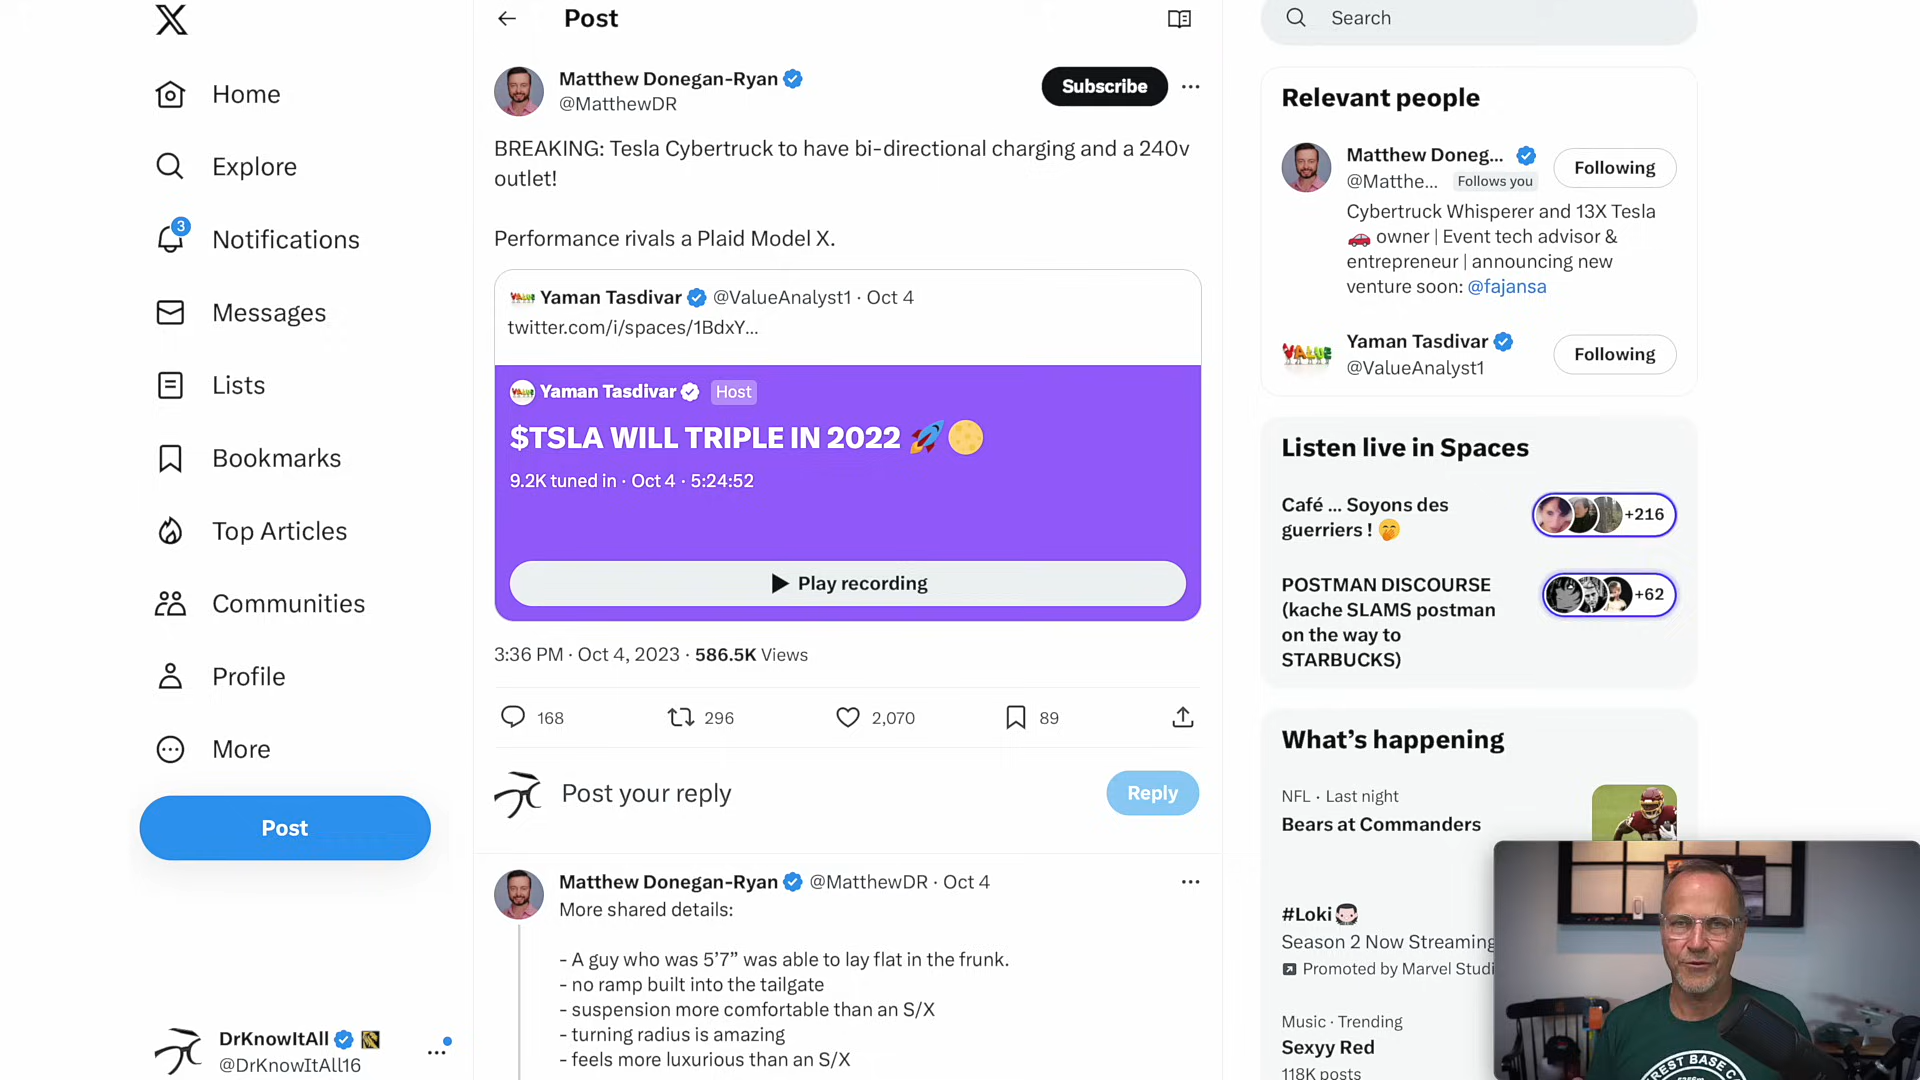 Home
Explore
3
Notifications
Messages
Lists
Bookmarks
Top Articles
Communities
Profile
More
Post
DrKnowItAll
@DrKnowItAll16
Post
Matthew Donegan-Ryan
@MatthewDR
Subscribe
BREAKING: Tesla Cybertruck to have bi-directional charging and a 240v
outlet!
Performance rivals a Plaid Model X.
VALUE Yaman Tasdivar @ValueAnalyst1 · Oct 4
twitter.com/i/spaces/1BdxY…
VALUE Yaman Tasdivar Host
$TSLA WILL TRIPLE IN 2022 🚀🌕
9.2K tuned in · Oct 4 · 5:24:52
Play recording
3:36 PM · Oct 4, 2023 · 586.5K Views
168 296 2,070 89
Post your reply
Reply
Matthew Donegan-Ryan @MatthewDR · Oct 4
More shared details:
- A guy who was 5’7” was able to lay flat in the frunk.
- no ramp built into the tailgate
- suspension more comfortable than an S/X
- turning radius is amazing
- feels more luxurious than an S/X
Search
Relevant people
Matthew Doneg...
@Matthe... Follows you
Following
Cybertruck Whisperer and 13X Tesla
🚗 owner | Event tech advisor &
entrepreneur | announcing new
venture soon: @fajansa
VALUE
Yaman Tasdivar
@ValueAnalyst1
Following
Listen live in Spaces
Café ... Soyons des
guerriers ! 🤭
+216
POSTMAN DISCOURSE
(kache SLAMS postman
on the way to
STARBUCKS)
+62
What’s happening
NFL · Last night
Bears at Commanders
#Loki
Season 2 Now Streaming
Promoted by Marvel Studi
Music · Trending
Sexyy Red
118K posts